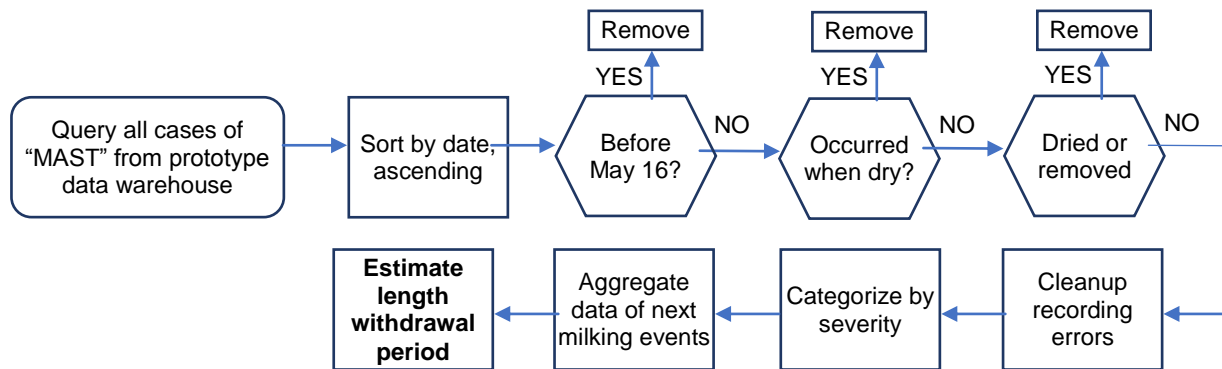 Remove
Remove
Remove
YES
YES
YES
Query all cases of
“MAST” from prototype
data warehouse
Sort by date,
ascending
Before
May 16?
NO
Occurred
when dry?
NO
Dried or
removed
NO
Estimate
length
withdrawal
period
Aggregate
data of next
milking events
Categorize by
severity
Cleanup
recording
errors